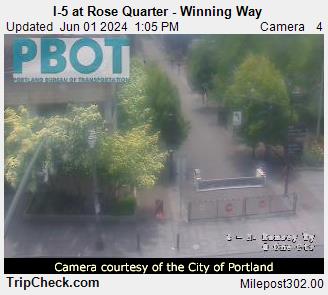 I-5 at Rose Quarter - Winning Way
Updated Jun 01 2024 1:05 PM Camera 4
PBOT
PORTLAND BUREAU OF TRANSPORTATION
Camera courtesy of the City of Portland
TripCheck.com Milepost302.00